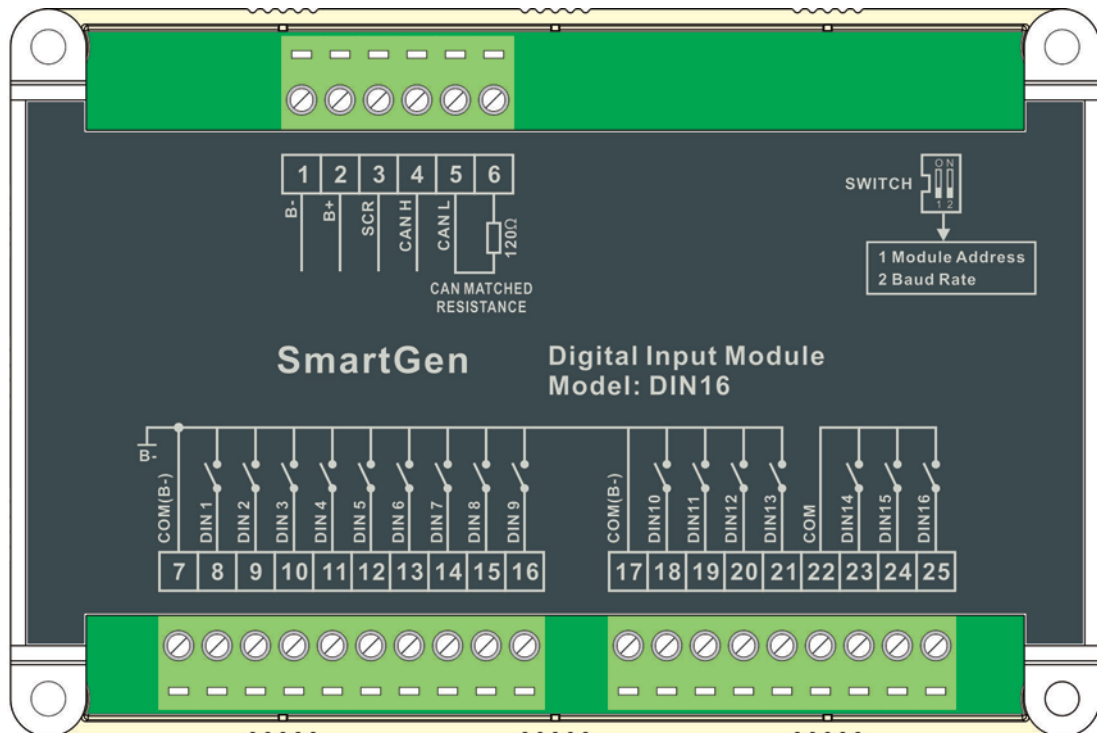 1 2 3 4 5 6
B- B+ SCR CAN H CAN L 120Ω
CAN MATCHED
RESISTANCE
SWITCH
ON
1 2
1 Module Address
2 Baud Rate
SmartGen
Digital Input Module
Model: DIN16
B-
COM(B-) DIN 1 DIN 2 DIN 3 DIN 4 DIN 5 DIN 6 DIN 7 DIN 8 DIN 9
COM(B-) DIN10 DIN11 DIN12 DIN13 COM DIN14 DIN15 DIN16
7 8 9 10 11 12 13 14 15 16
17 18 19 20 21 22 23 24 25